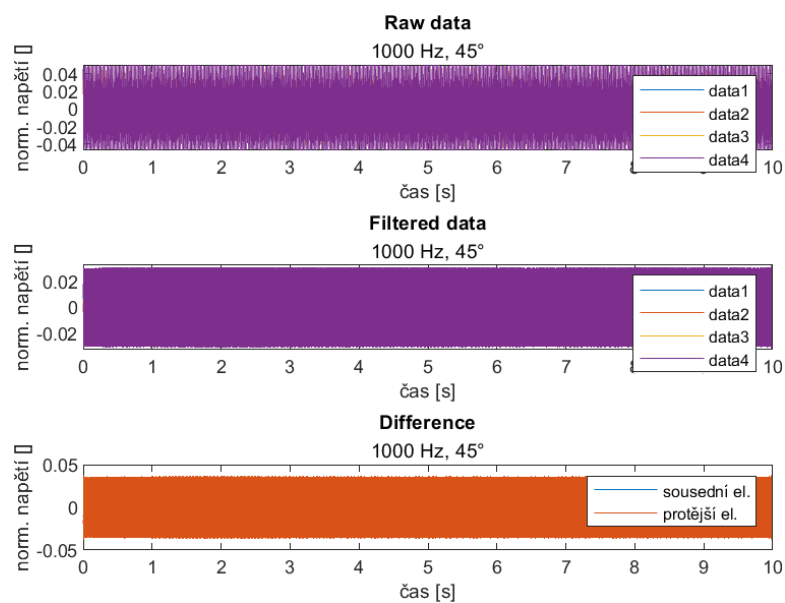 Raw data
1000 Hz, 45°
norm. napětí []
0.04
0.02
0
-0.02
-0.04
data1
data2
data3
data4
0 1 2 3 4 5 6 7 8 9 10
čas [s]
Filtered data
1000 Hz, 45°
norm. napětí []
0.02
0
-0.02
data1
data2
data3
data4
0 1 2 3 4 5 6 7 8 9 10
čas [s]
Difference
1000 Hz, 45°
norm. napětí []
0.05
0
-0.05
sousední el.
protější el.
0 1 2 3 4 5 6 7 8 9 10
čas [s]